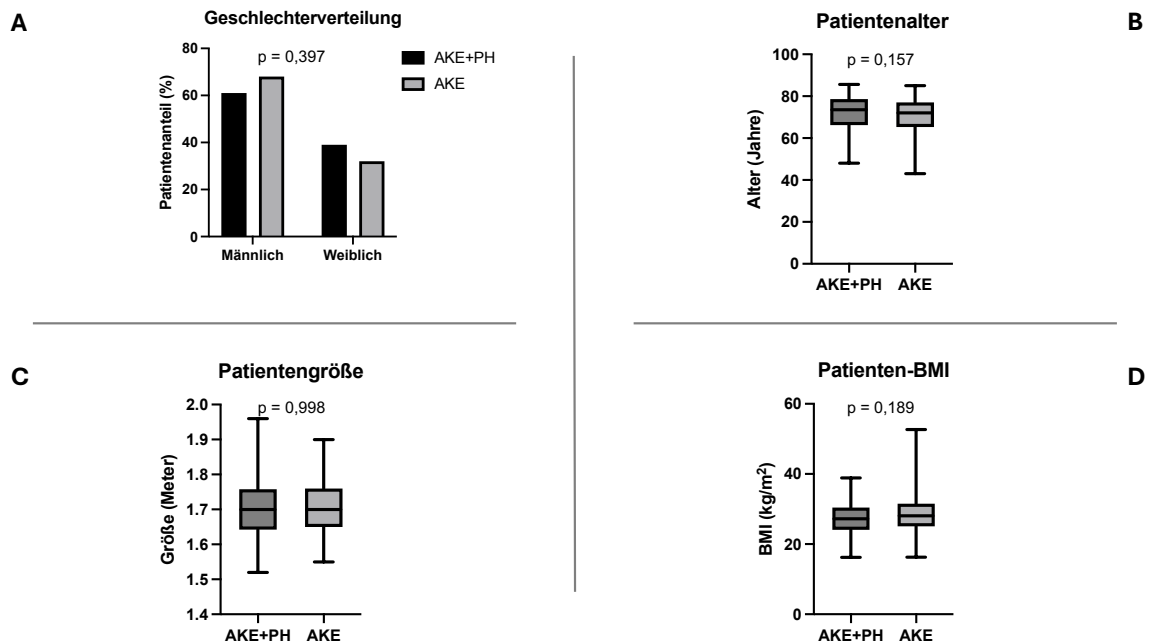 A
Geschlechterverteilung
p = 0,397
AKE+PH
AKE
Patientenanteil (%)
80
60
40
20
0
Männlich Weiblich
B
Patientenalter
p = 0,157
Alter (Jahre)
100
80
60
40
20
0
AKE+PH AKE
C
Patientengröße
p = 0,998
Größe (Meter)
2.0
1.9
1.8
1.7
1.6
1.5
1.4
AKE+PH AKE
D
Patienten-BMI
p = 0,189
BMI (kg/m²)
60
40
20
0
AKE+PH AKE